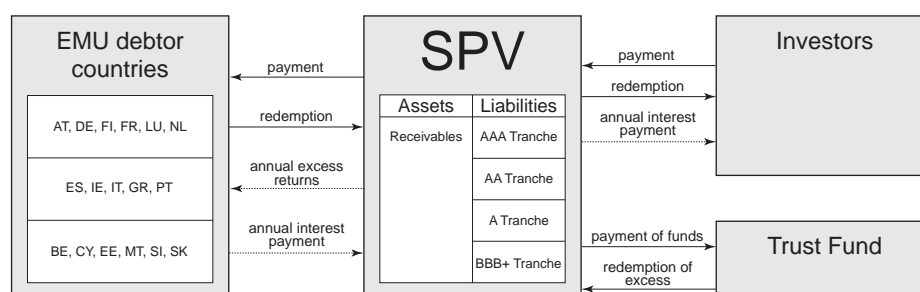 EMU debtor
countries
AT, DE, FI, FR, LU, NL
ES, IE, IT, GR, PT
BE, CY, EE, MT, SI, SK
payment
redemption
annual excess
returns
annual interest
payment
SPV
Assets
Liabilities
Receivables
AAA Tranche
AA Tranche
A Tranche
BBB+ Tranche
payment
redemption
annual interest
payment
payment of funds
redemption of
excess
Investors
Trust Fund